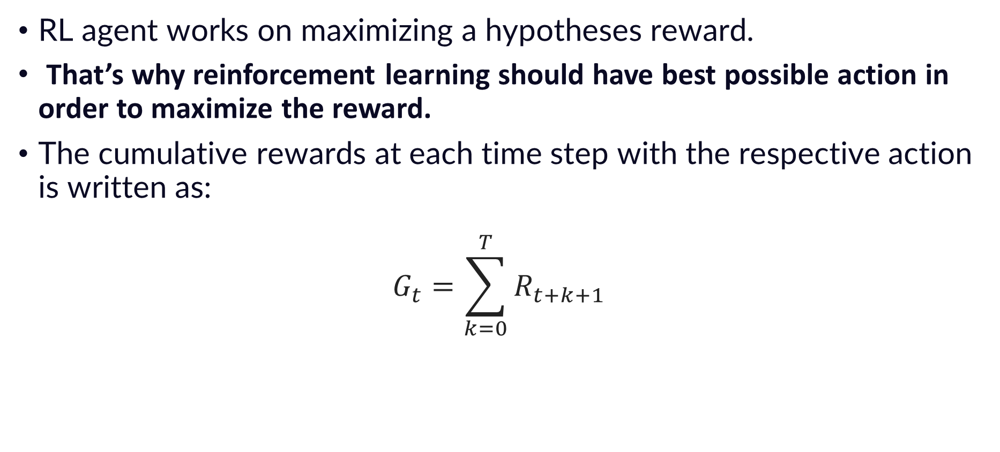 • RL agent works on maximizing a hypotheses reward.
• That’s why reinforcement learning should have best possible action in
order to maximize the reward.
• The cumulative rewards at each time step with the respective action
is written as:
T
G_t = ∑ R_{t+k+1}
k=0